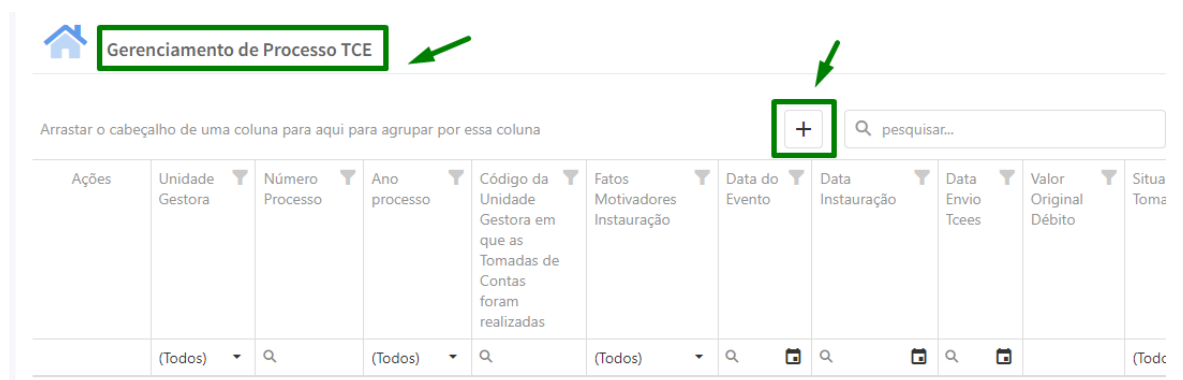 Gerenciamento de Processo TCE
Arrastar o cabeçalho de uma coluna para aqui para agrupar por essa coluna
+
pesquisar...
Ações
Unidade
Gestora
Número
Processo
Ano
processo
Código da
Unidade
Gestora em
que as
Tomadas de
Contas
foram
realizadas
Fatos
Motivadores
Instauração
Data do
Evento
Data
Instauração
Data
Envio
Tcees
Valor
Original
Débito
(Todos)
(Todos)
(Todos)